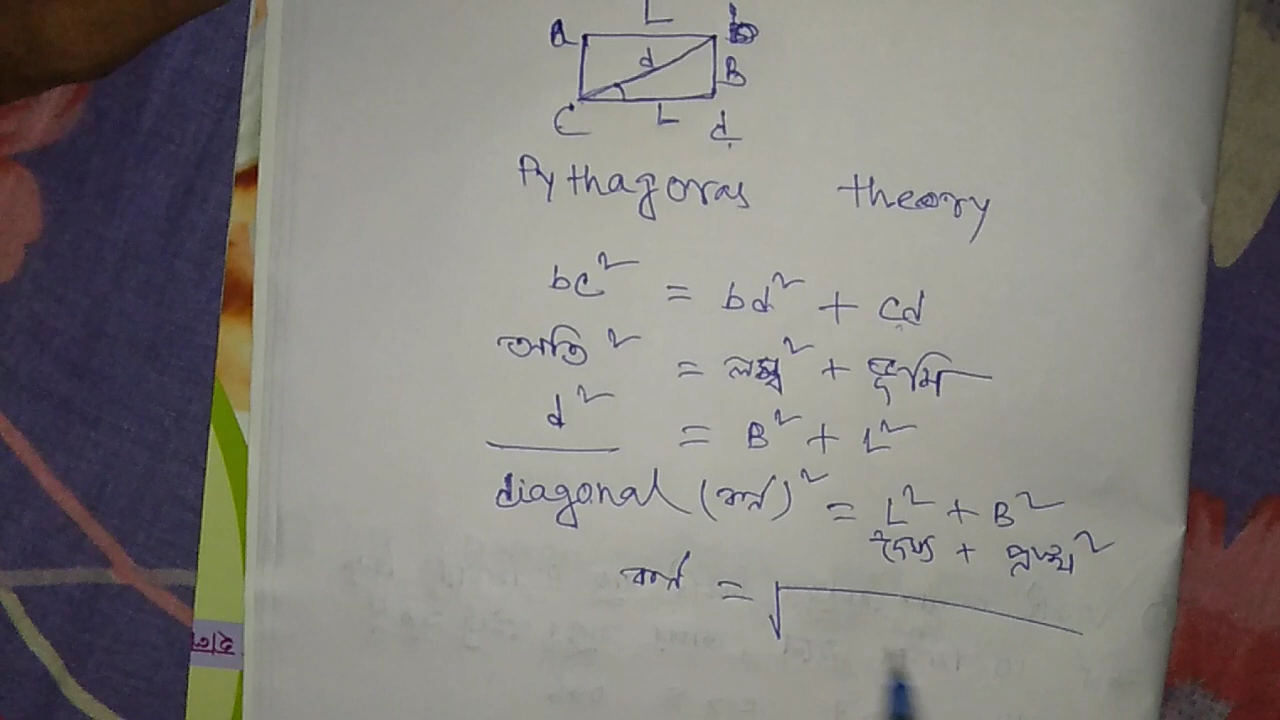 L
a b
d
B
C L d
Pythagoras theory
bc² = bd² + cd
অতি² = লম্ব² + ভূমি
d² = B² + L²
diagonal (কর্ন)² = L² + B²
দৈর্ঘ্য + প্রস্থ²
কর্ন = √